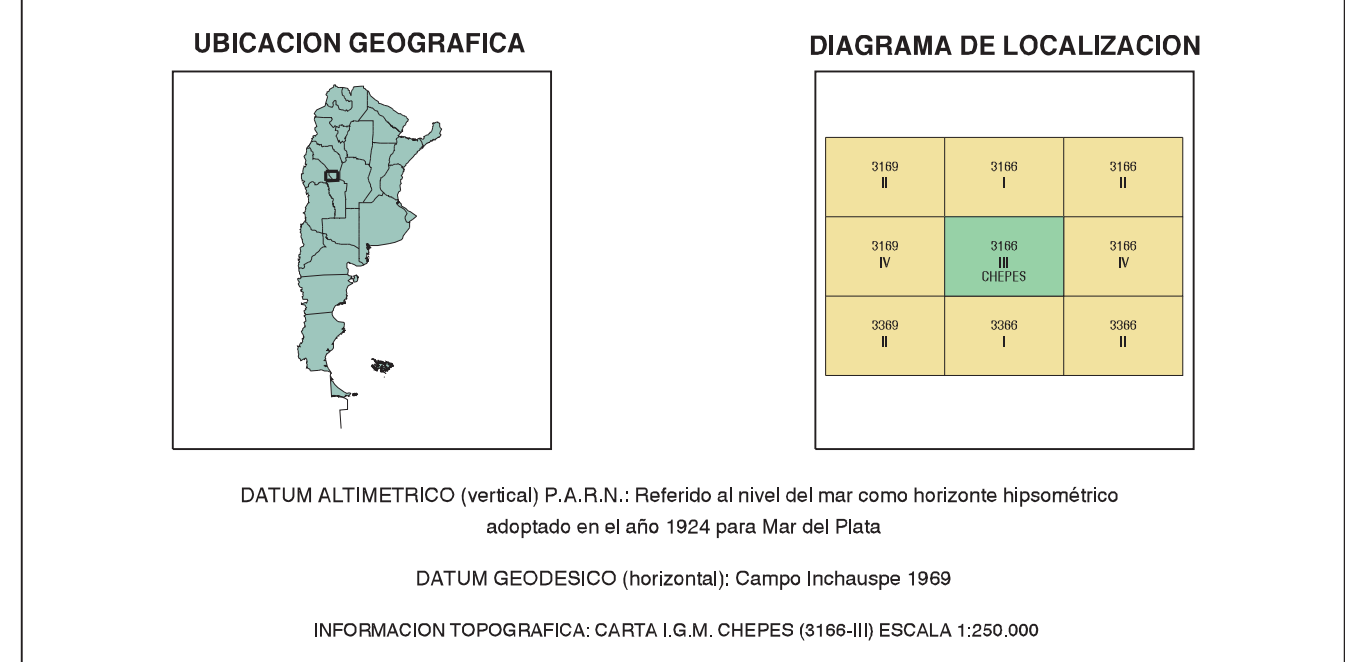 UBICACION GEOGRAFICA
DIAGRAMA DE LOCALIZACION
3169
II
3166
I
3166
II
3169
IV
3166
III
CHEPES
3166
IV
3369
II
3366
I
3366
II
DATUM ALTIMETRICO (vertical) P.A.R.N.: Referido al nivel del mar como horizonte hipsométrico
adoptado en el año 1924 para Mar del Plata
DATUM GEODESICO (horizontal): Campo Inchauspe 1969
INFORMACION TOPOGRAFICA: CARTA I.G.M. CHEPES (3166-III) ESCALA 1:250.000